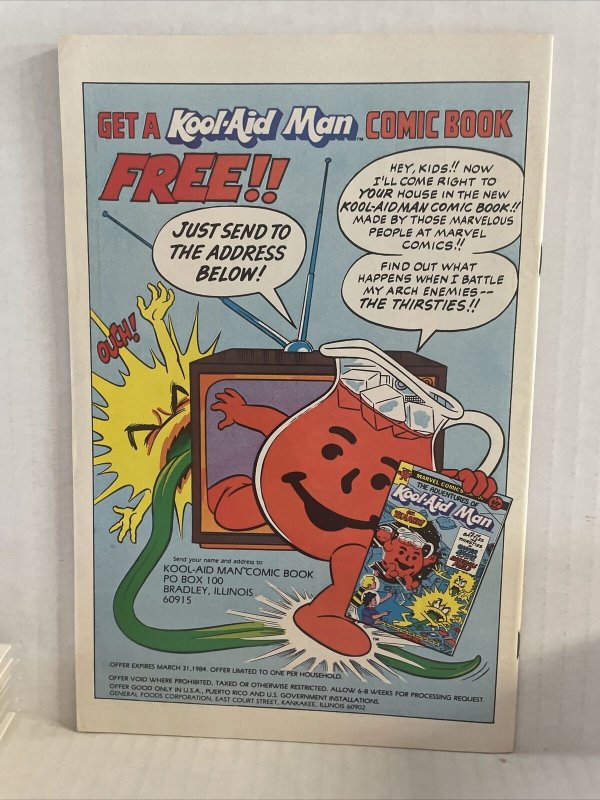 GET A Kool-Aid Man™ COMIC BOOK
FREE!!
HEY, KIDS!! NOW
I'LL COME RIGHT TO
YOUR HOUSE IN THE NEW
KOOL-AID MAN COMIC BOOK!!
MADE BY THOSE MARVELOUS
PEOPLE AT MARVEL
COMICS!!
JUST SEND TO
THE ADDRESS
BELOW!
FIND OUT WHAT
HAPPENS WHEN I BATTLE
MY ARCH ENEMIES--
THE THIRSTIES!!
OUCH!
MARVEL COMICS
THE ADVENTURES OF
Kool-Aid Man
Send your name and address to:
KOOL-AID MAN™COMIC BOOK
PO BOX 100
BRADLEY, ILLINOIS
60915
OFFER EXPIRES MARCH 31, 1984. OFFER LIMITED TO ONE PER HOUSEHOLD.
OFFER VOID WHERE PROHIBITED, TAXED OR OTHERWISE RESTRICTED. ALLOW 6-8 WEEKS FOR PROCESSING REQUEST.
OFFER GOOD ONLY IN U.S.A., PUERTO RICO AND U.S. GOVERNMENT INSTALLATIONS.
GENERAL FOODS CORPORATION, EAST COURT STREET, KANKAKEE, ILLINOIS 60902